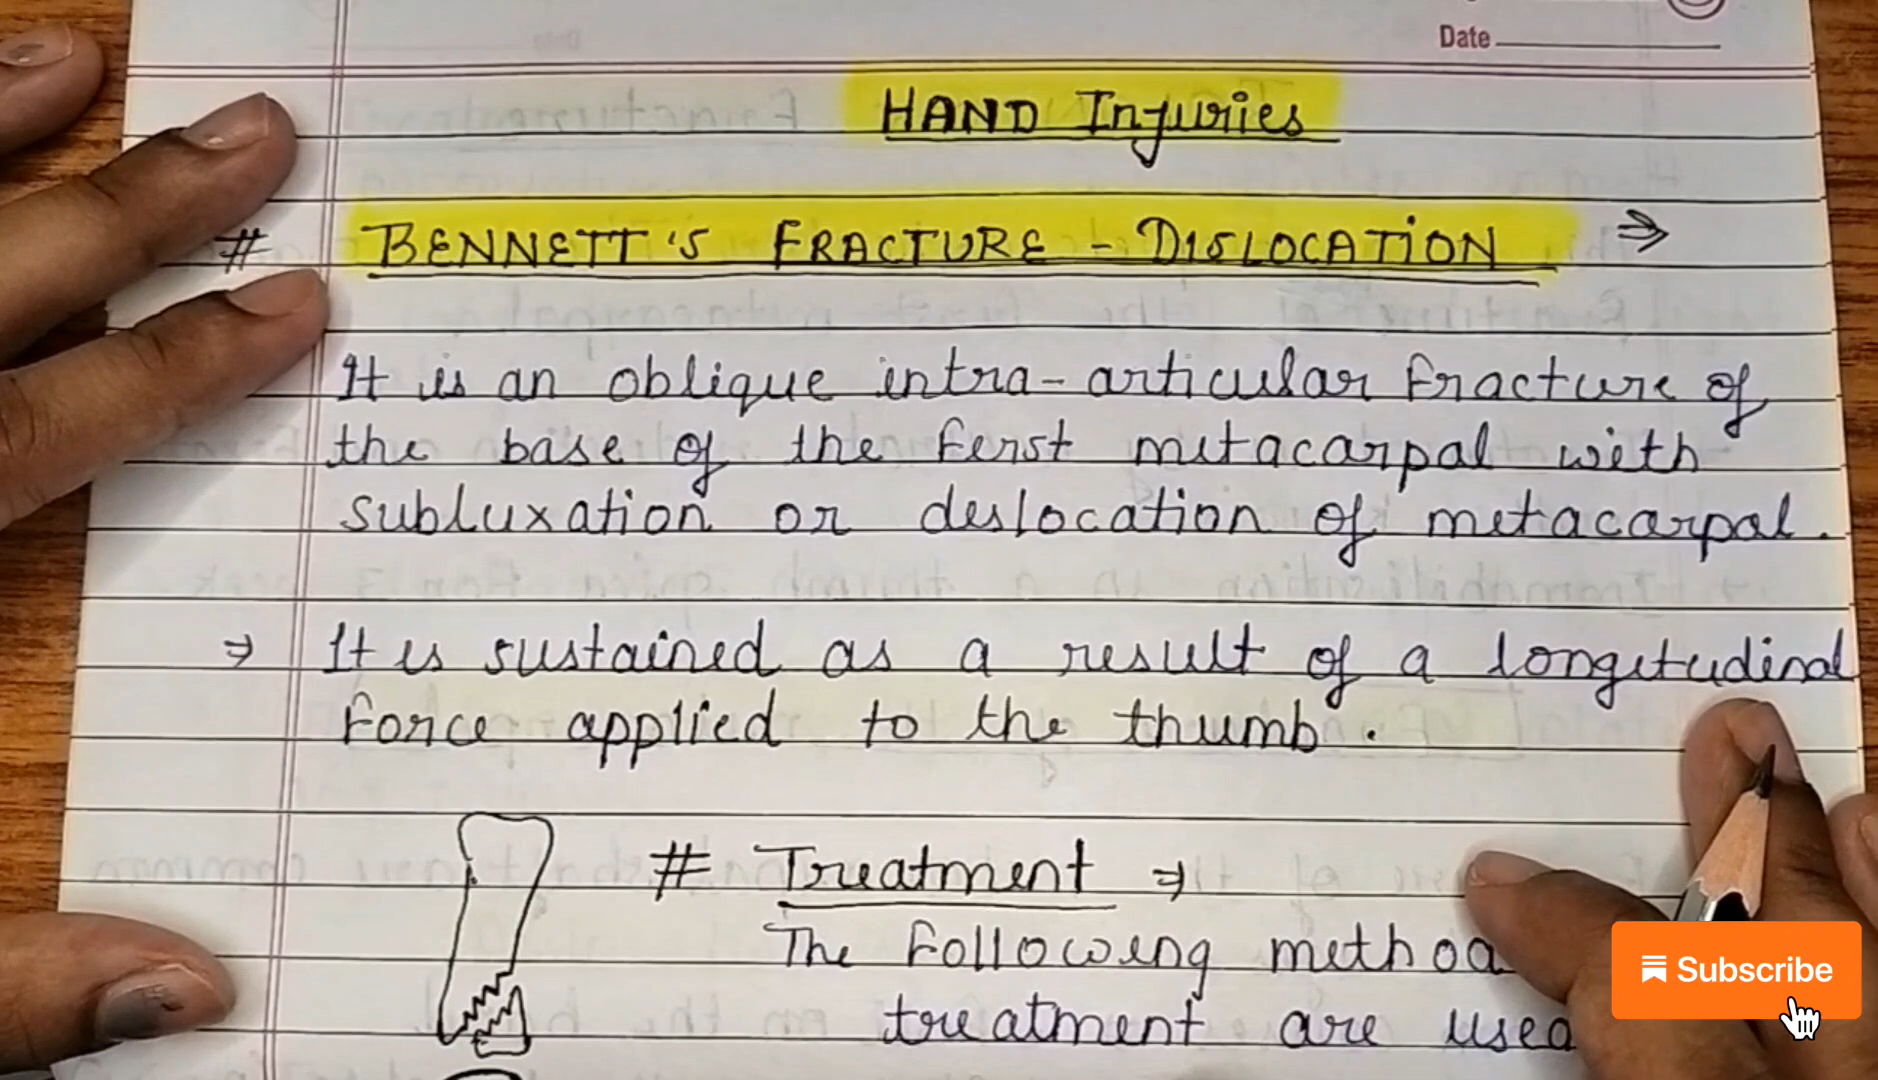 Date
HAND Injuries
# BENNETT'S FRACTURE - DISLOCATION ⇒
It is an oblique intra-articular fracture of
the base of the first metacarpal with
subluxation or dislocation of metacarpal.
⇒ It is sustained as a result of a longitudinal
force applied to the thumb.
# Treatment ⇒
The following
treatment are used
Subscribe